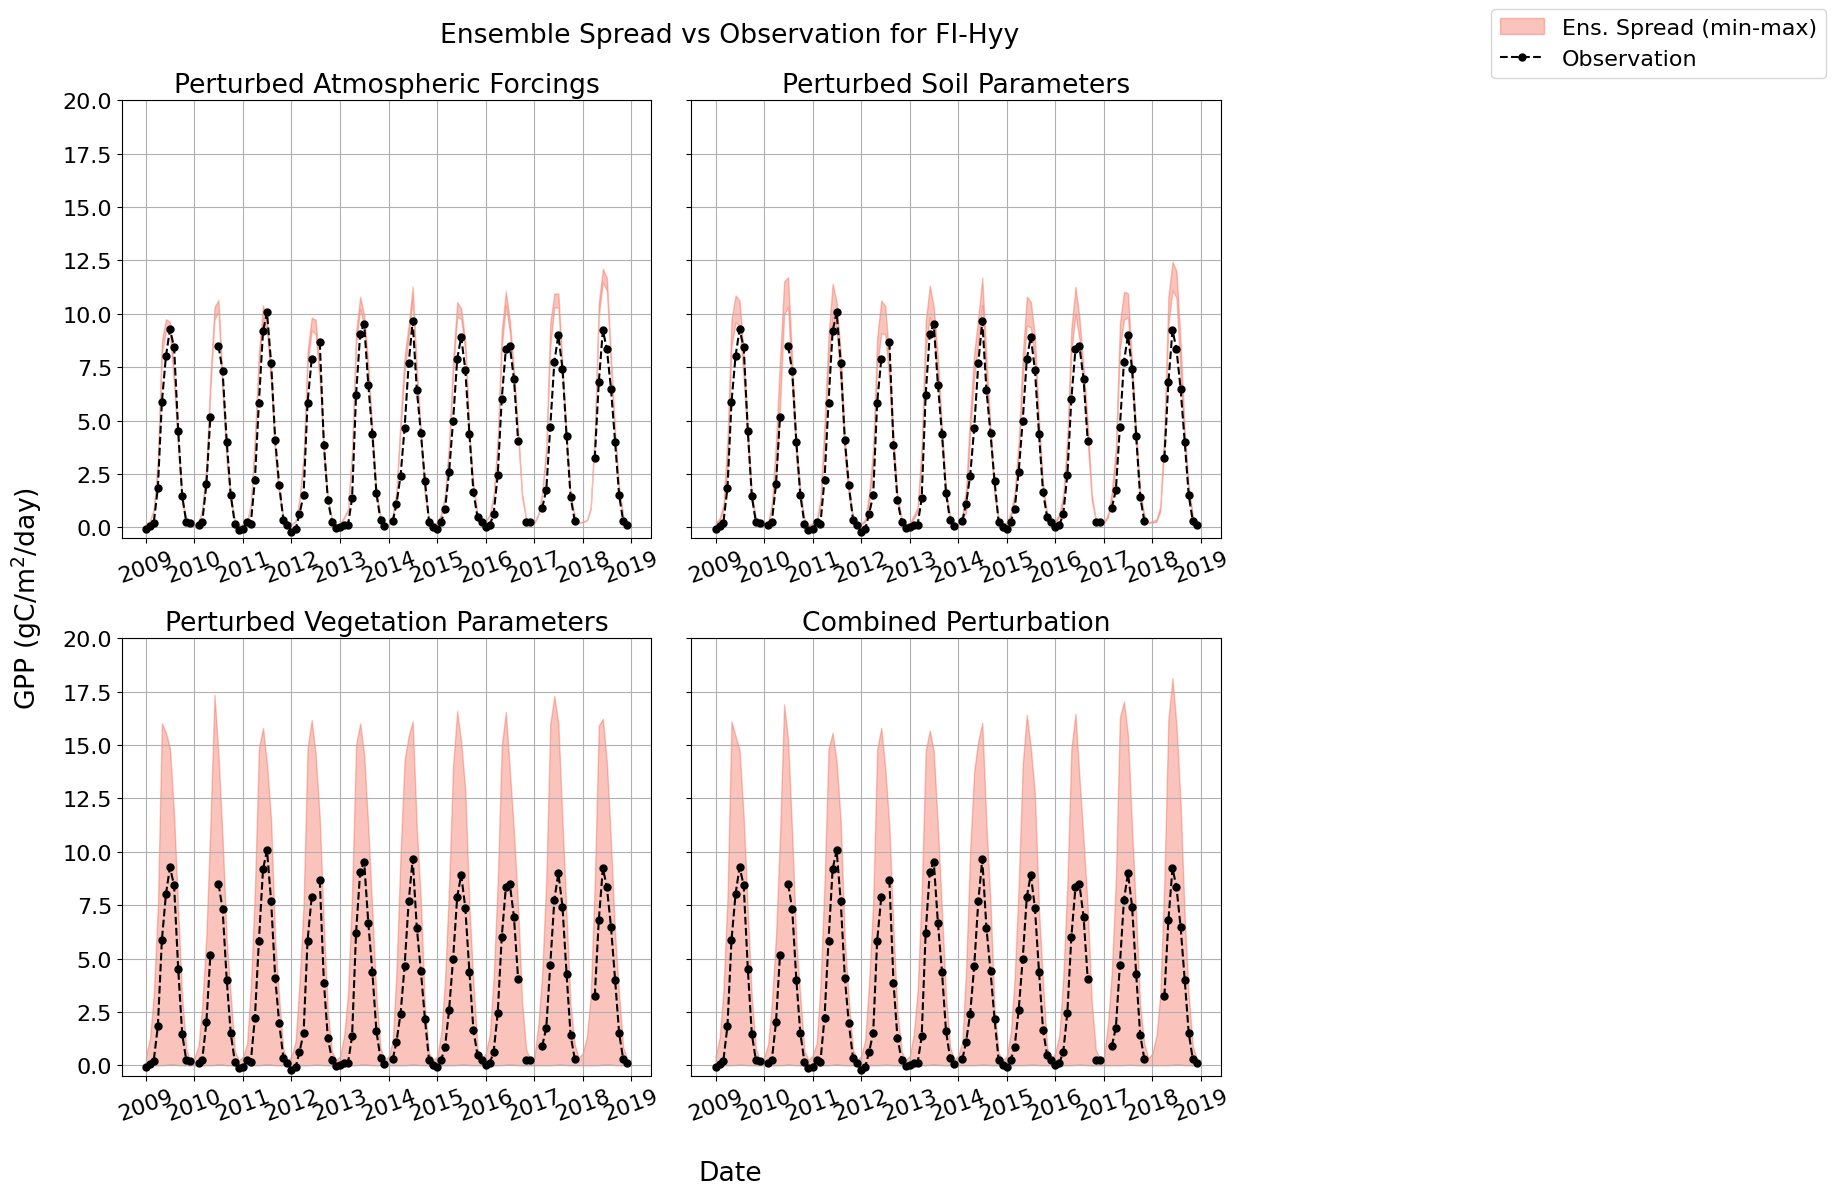 Ensemble Spread vs Observation for FI-Hyy
Ens. Spread (min-max)
Observation
Perturbed Atmospheric Forcings
Perturbed Soil Parameters
20.0
17.5
15.0
12.5
10.0
7.5
5.0
2.5
0.0
2009 2010 2011 2012 2013 2014 2015 2016 2017 2018 2019
2009 2010 2011 2012 2013 2014 2015 2016 2017 2018 2019
GPP (gC/m²/day)
Perturbed Vegetation Parameters
Combined Perturbation
20.0
17.5
15.0
12.5
10.0
7.5
5.0
2.5
0.0
2009 2010 2011 2012 2013 2014 2015 2016 2017 2018 2019
2009 2010 2011 2012 2013 2014 2015 2016 2017 2018 2019
Date